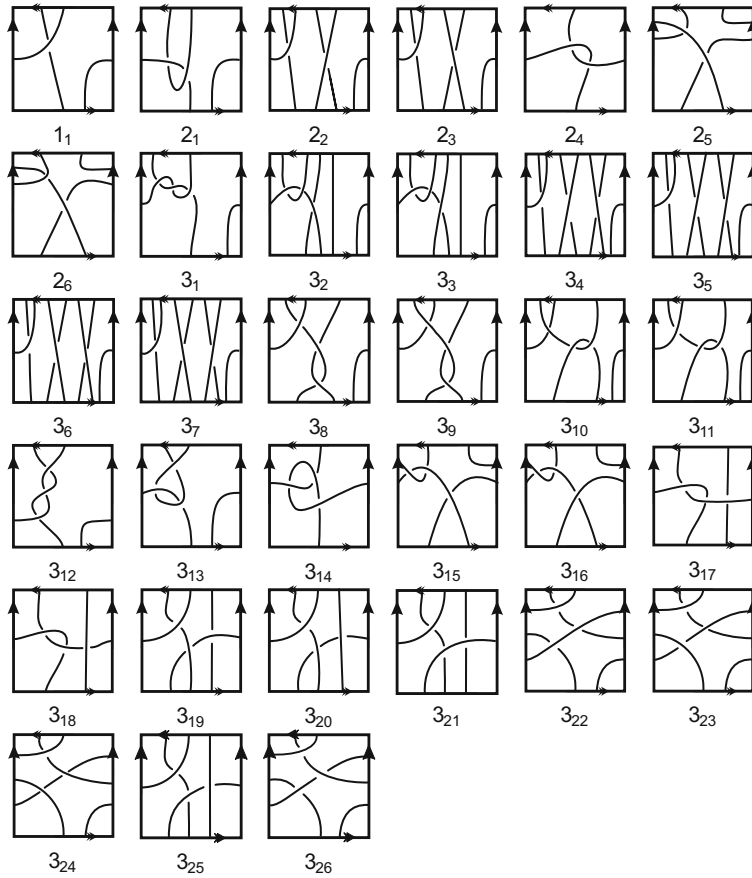 1₁ 2₁ 2₂ 2₃ 2₄ 2₅
2₆ 3₁ 3₂ 3₃ 3₄ 3₅
3₆ 3₇ 3₈ 3₉ 3₁₀ 3₁₁
3₁₂ 3₁₃ 3₁₄ 3₁₅ 3₁₆ 3₁₇
3₁₈ 3₁₉ 3₂₀ 3₂₁ 3₂₂ 3₂₃
3₂₄ 3₂₅ 3₂₆